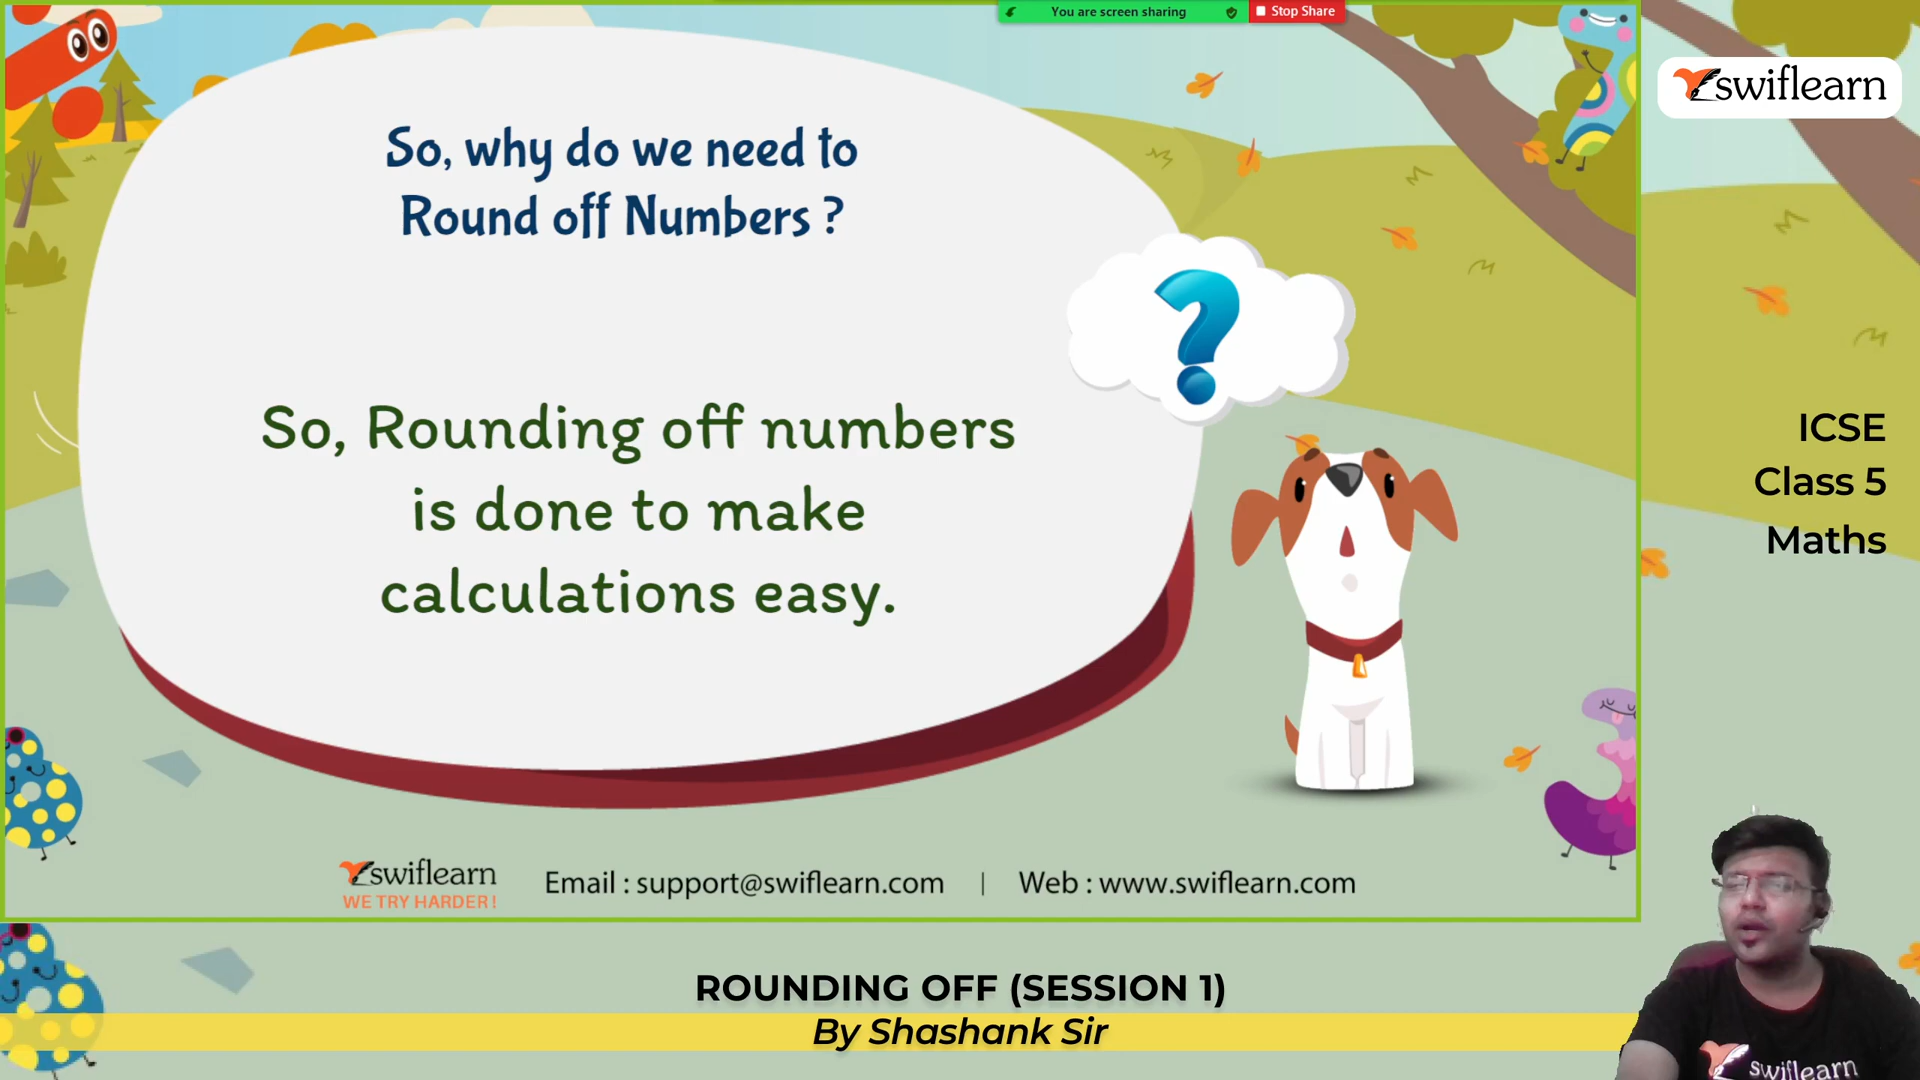 You are screen sharing
Stop Share
swiflearn
So, why do we need to
Round off Numbers ?
?
So, Rounding off numbers
is done to make
calculations easy.
ICSE
Class 5
Maths
swiflearn
WE TRY HARDER !
Email : support@swiflearn.com | Web : www.swiflearn.com
ROUNDING OFF (SESSION 1)
By Shashank Sir
swiflearn